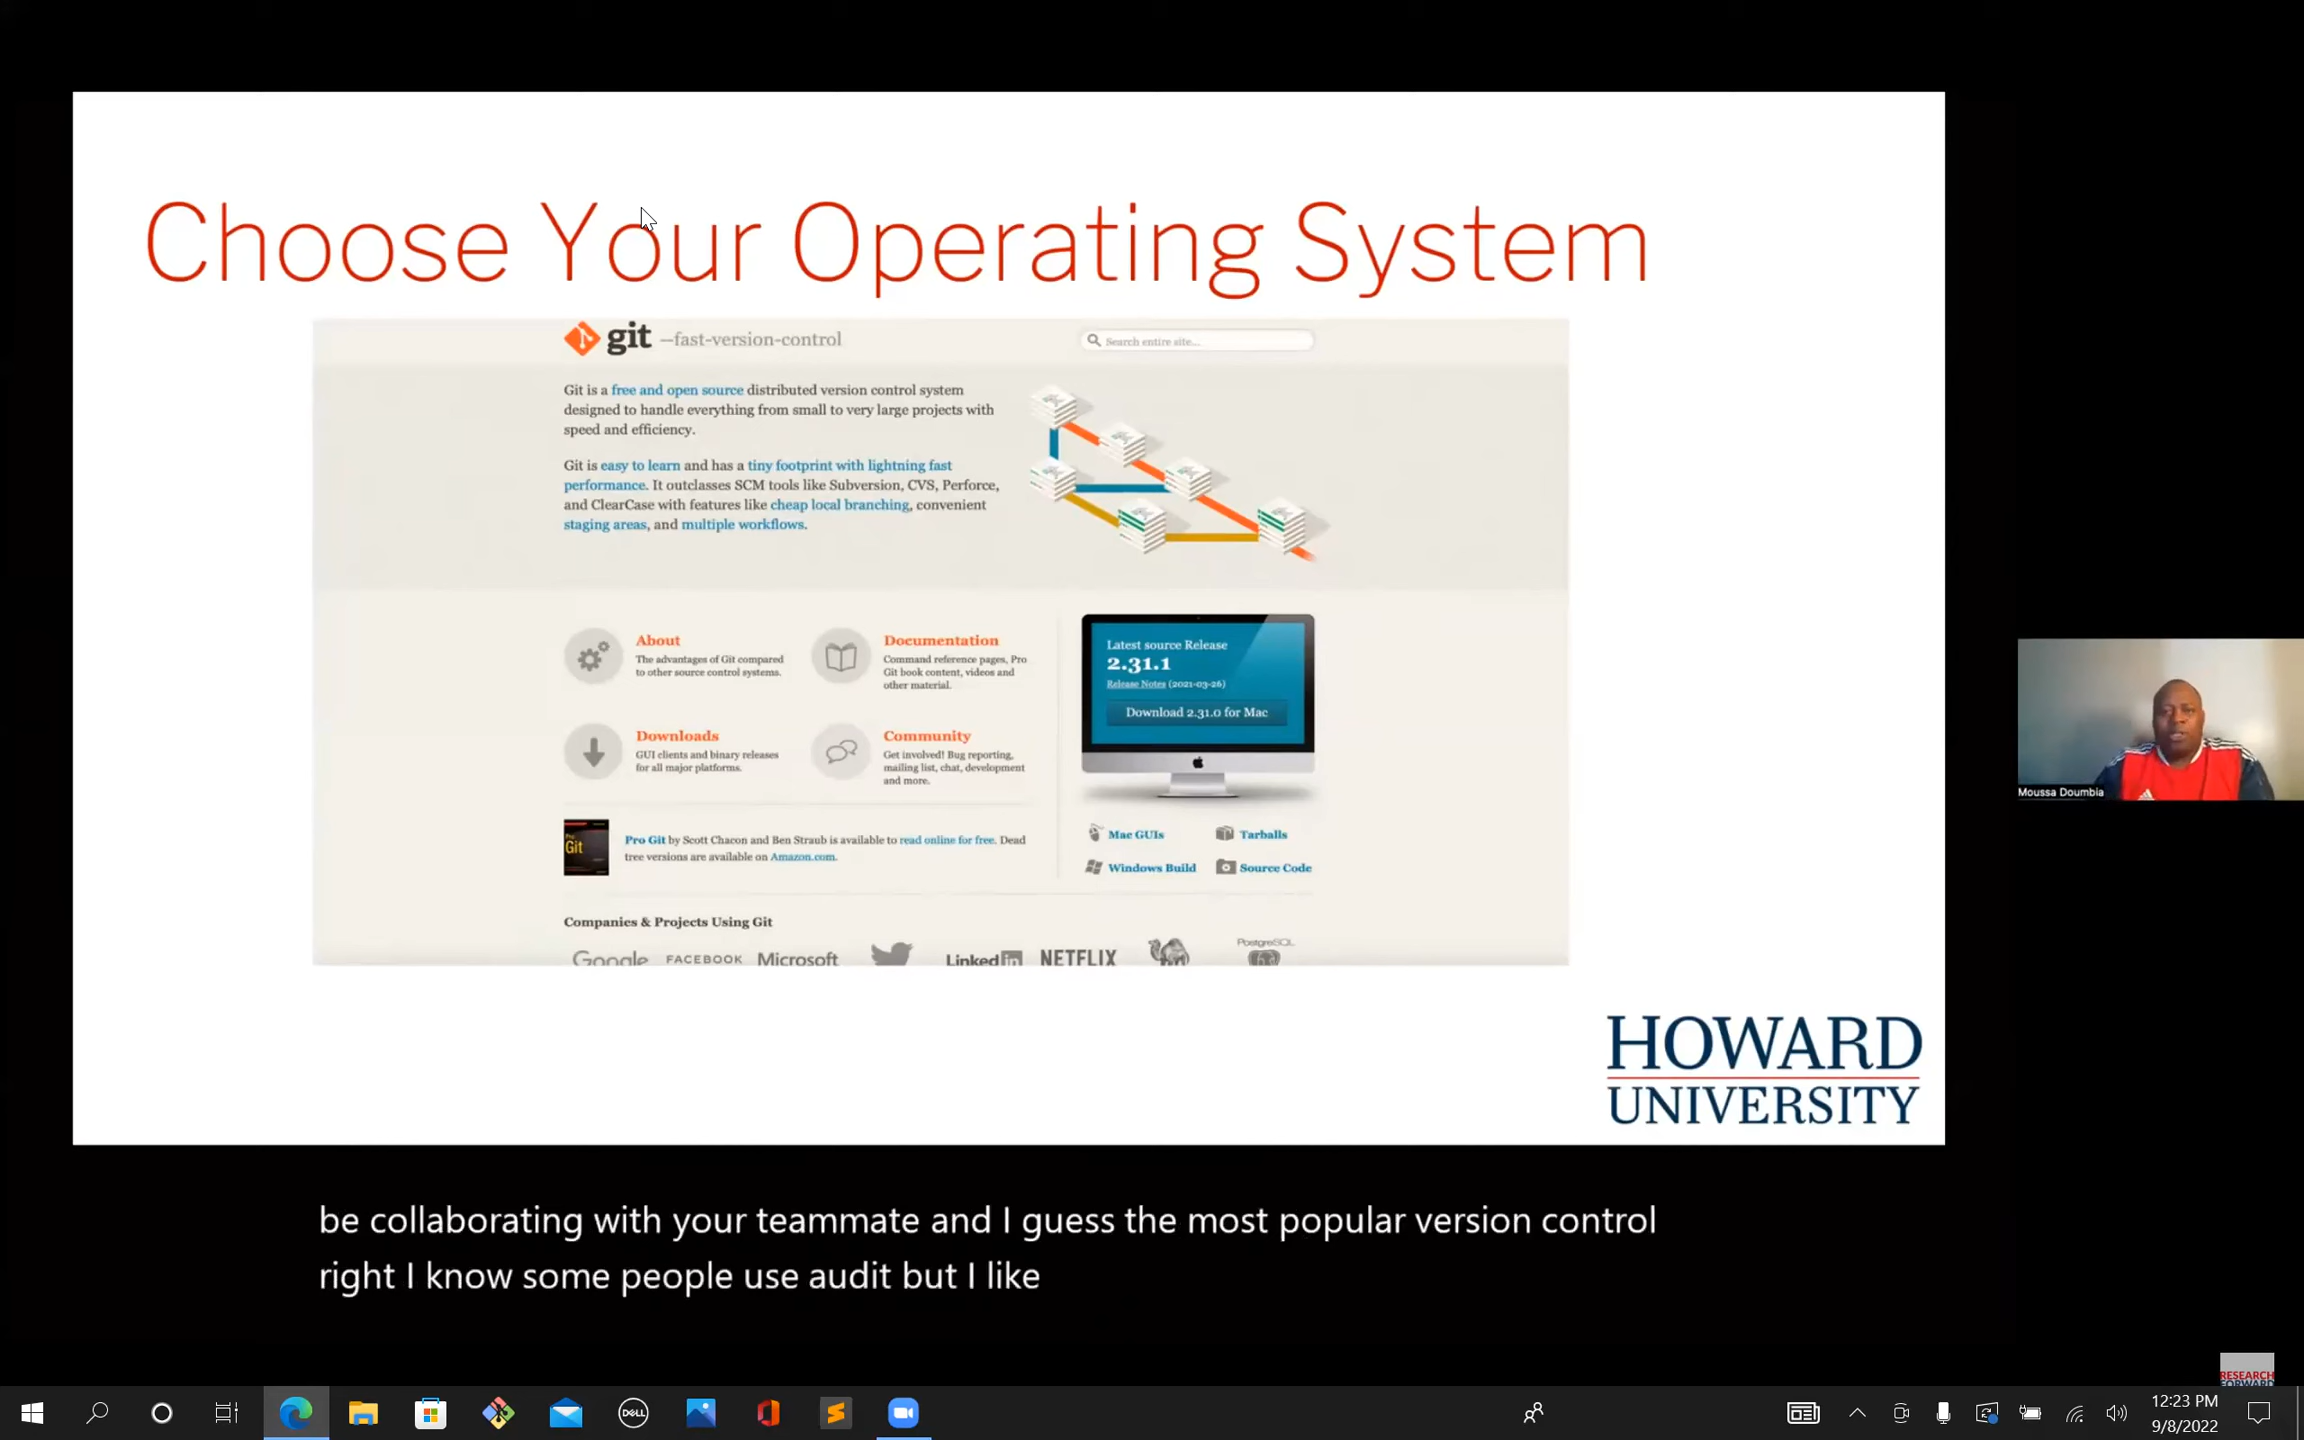 Choose Your Operating System
git --fast-version-control
Search entire site...
Git is a free and open source distributed version control system
designed to handle everything from small to very large projects with
speed and efficiency.
Git is easy to learn and has a tiny footprint with lightning fast
performance. It outclasses SCM tools like Subversion, CVS, Perforce,
and ClearCase with features like cheap local branching, convenient
staging areas, and multiple workflows.
About
The advantages of Git compared
to other source control systems.
Documentation
Command reference pages, Pro
Git book content, videos and
other material.
Downloads
GUI clients and binary releases
for all major platforms.
Community
Get involved! Bug reporting,
mailing list, chat, development
and more.
Latest source Release
2.31.1
Release Notes (2021-03-26)
Download 2.31.0 for Mac
Mac GUIs
Tarballs
Windows Build
Source Code
Pro Git
Pro Git by Scott Chacon and Ben Straub is available to read online for free. Dead
tree versions are available on Amazon.com.
Companies & Projects Using Git
Google FACEBOOK Microsoft Linkedin NETFLIX PostgreSQL
HOWARD
UNIVERSITY
Moussa Doumbia
be collaborating with your teammate and I guess the most popular version control
right I know some people use audit but I like
RESEARCH
FORWARD
DELL
12:23 PM
9/8/2022